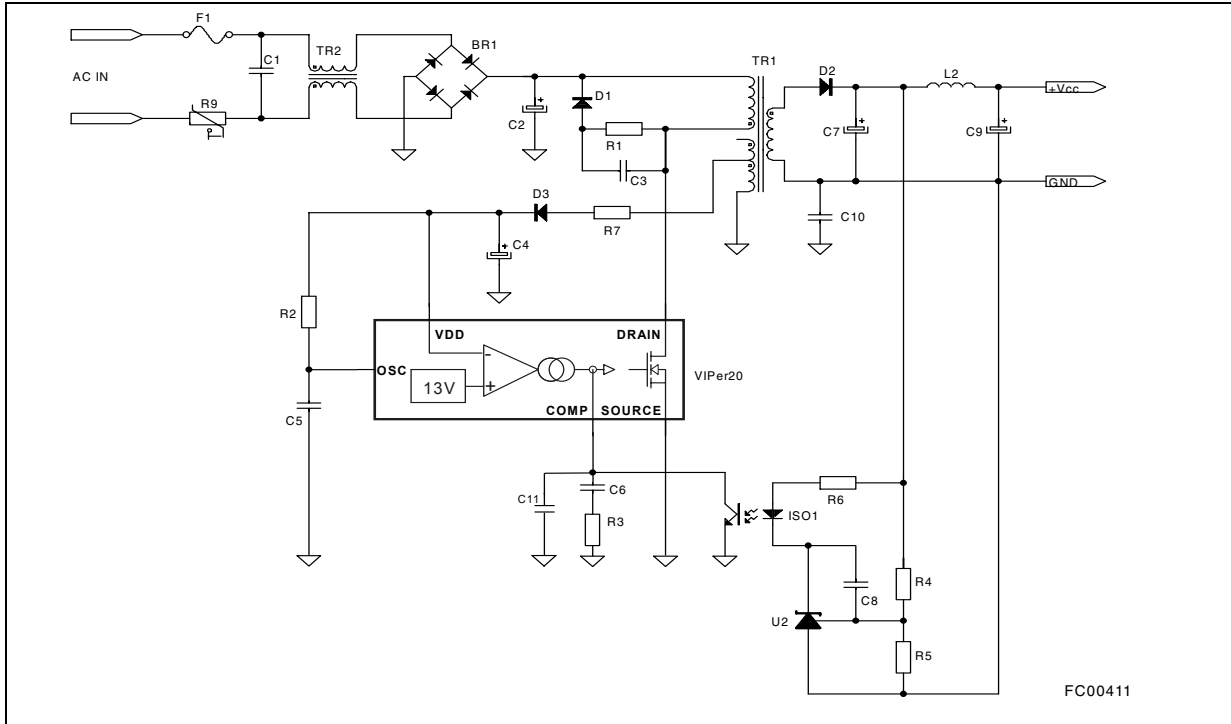 F1
BR1
TR2
C1
AC IN
R9
C2
D1
R1
C3
TR1
D2
L2
+Vcc
C7
C9
GND
C10
D3
R7
C4
R2
VDD
DRAIN
OSC
-
13V
+
VIPer20
COMP SOURCE
C5
C11
C6
R3
R6
ISO1
C8
R4
U2
R5
FC00411